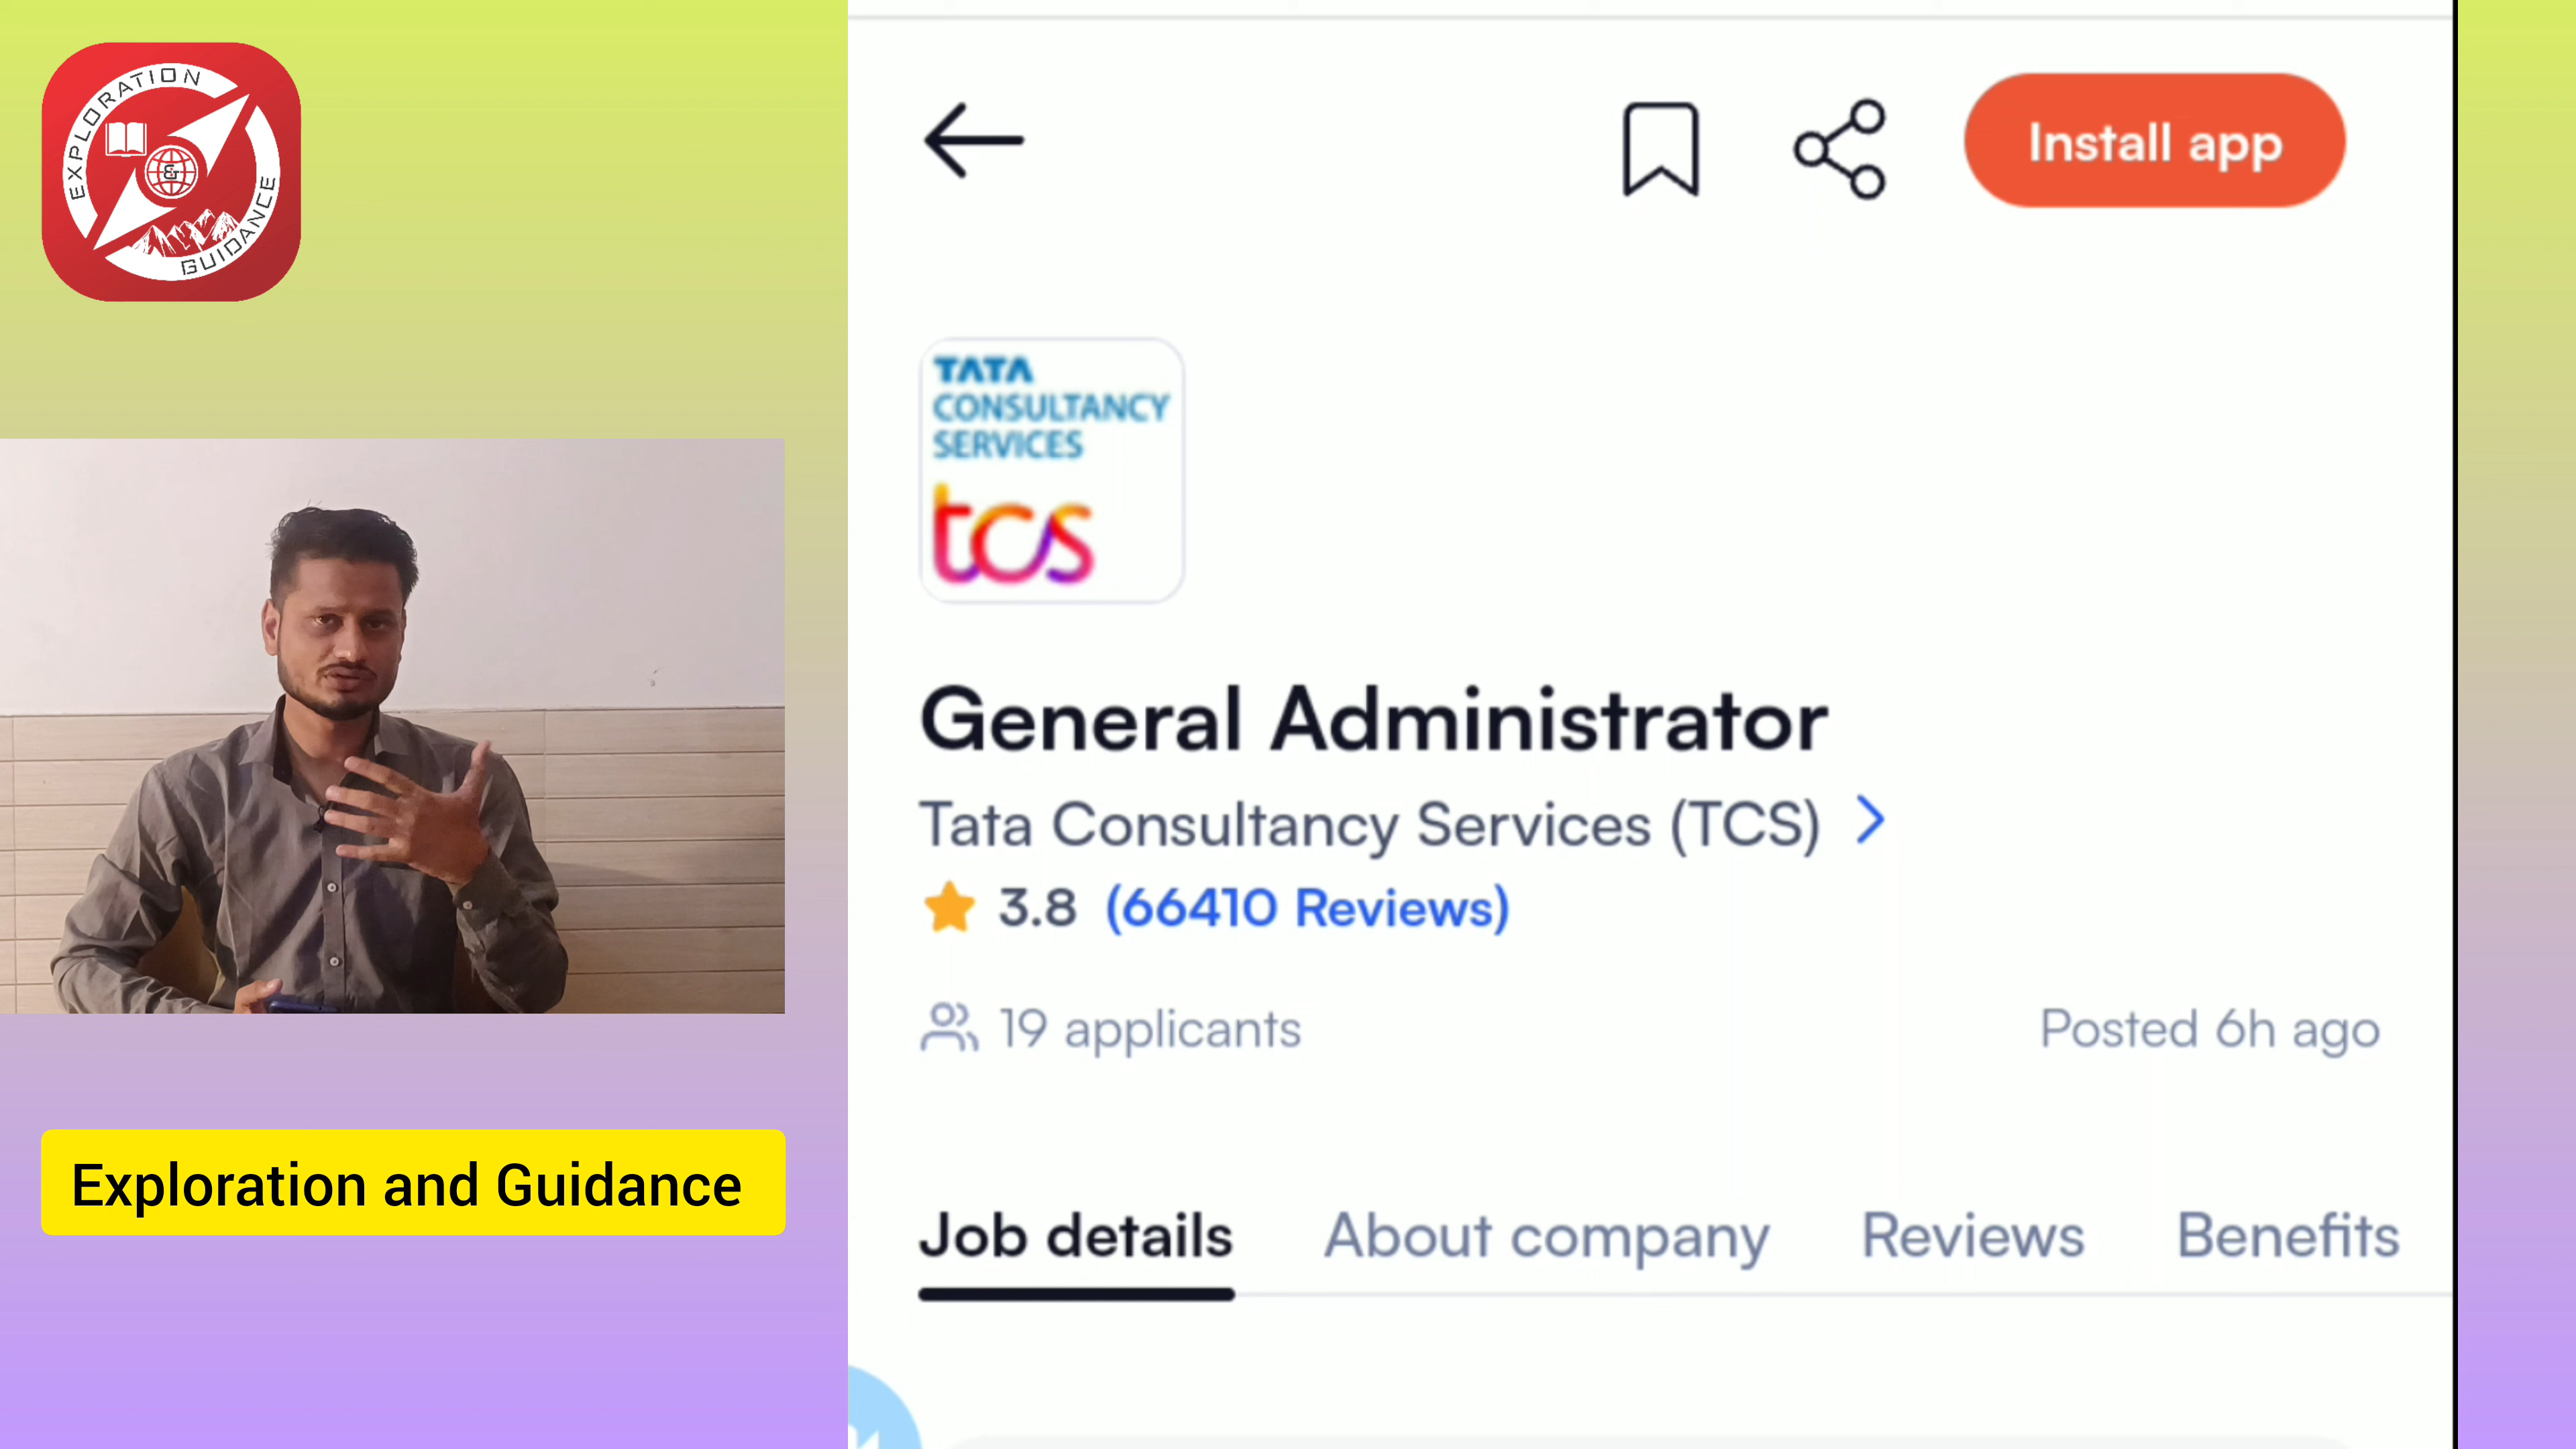 EXPLORATION
&
GUIDANCE
Exploration and Guidance
Install app
TATA
CONSULTANCY
SERVICES
tcs
General Administrator
Tata Consultancy Services (TCS)
3.8 (66410 Reviews)
19 applicants
Posted 6h ago
Job details About company Reviews Benefits